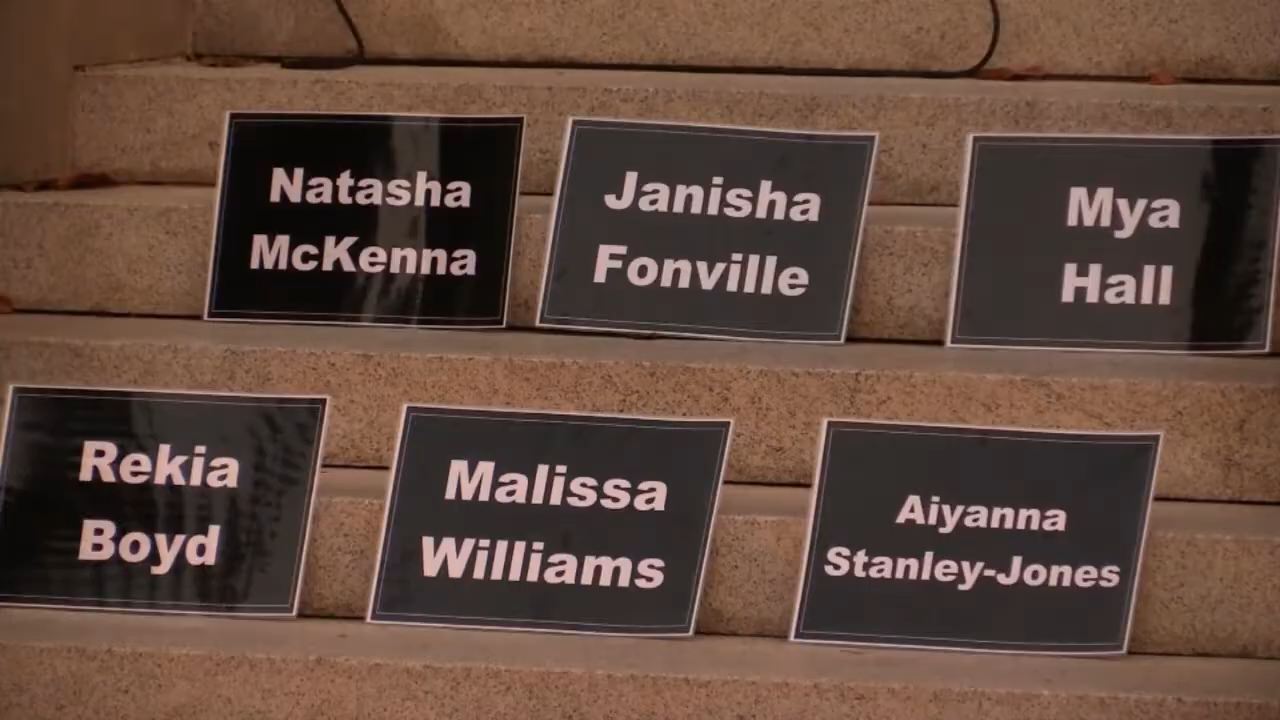 Natasha
McKenna
Janisha
Fonville
Mya
Hall
Rekia
Boyd
Malissa
Williams
Aiyanna
Stanley-Jones